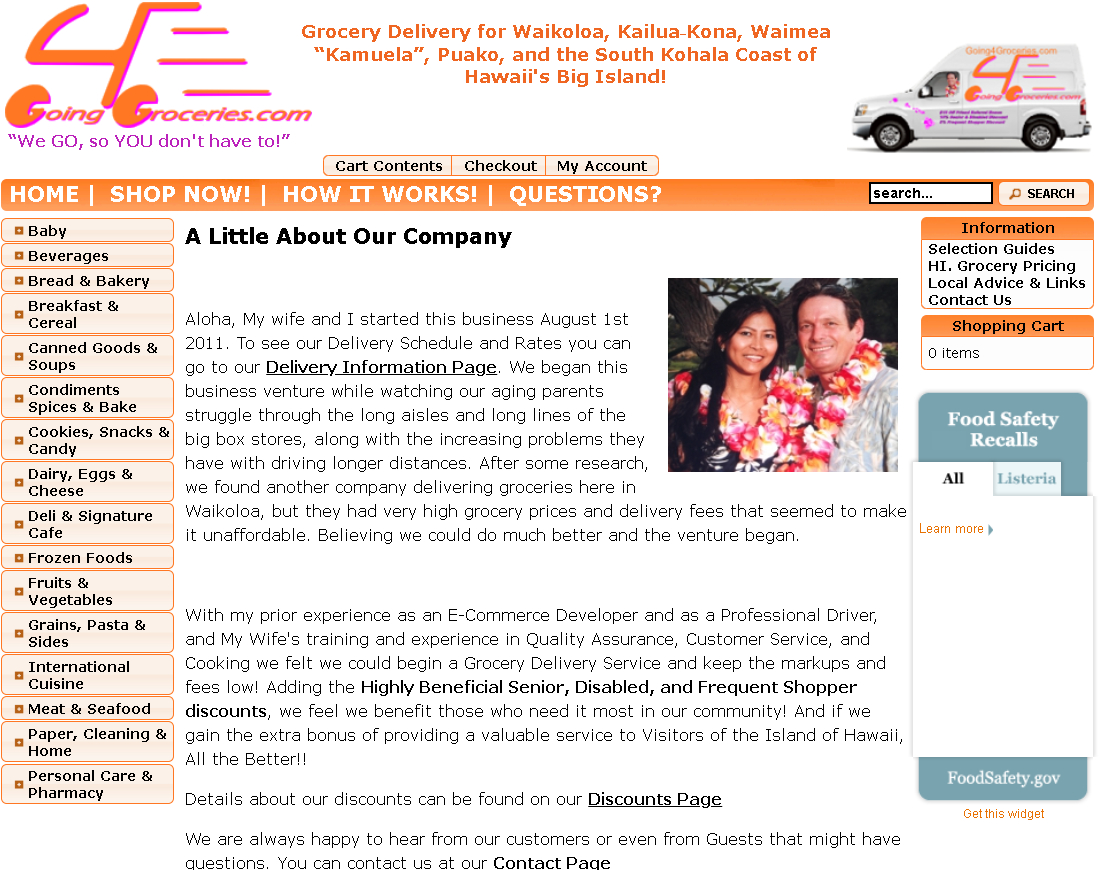 Going Groceries.com
"We GO, so YOU don't have to!"
Grocery Delivery for Waikoloa, Kailua-Kona, Waimea
“Kamuela”, Puako, and the South Kohala Coast of
Hawaii's Big Island!
Going4Groceries.com
Going Groceries.com
Cart Contents
Checkout
My Account
HOME | SHOP NOW! | HOW IT WORKS! | QUESTIONS?
search...
SEARCH
Baby
Beverages
Bread & Bakery
Breakfast &
Cereal
Canned Goods &
Soups
Condiments
Spices & Bake
Cookies, Snacks &
Candy
Dairy, Eggs &
Cheese
Deli & Signature
Cafe
Frozen Foods
Fruits &
Vegetables
Grains, Pasta &
Sides
International
Cuisine
Meat & Seafood
Paper, Cleaning &
Home
Personal Care &
Pharmacy
A Little About Our Company
Aloha, My wife and I started this business August 1st
2011. To see our Delivery Schedule and Rates you can
go to our Delivery Information Page. We began this
business venture while watching our aging parents
struggle through the long aisles and long lines of the
big box stores, along with the increasing problems they
have with driving longer distances. After some research,
we found another company delivering groceries here in
Waikoloa, but they had very high grocery prices and delivery fees that seemed to make
it unaffordable. Believing we could do much better and the venture began.
With my prior experience as an E-Commerce Developer and as a Professional Driver,
and My Wife's training and experience in Quality Assurance, Customer Service, and
Cooking we felt we could begin a Grocery Delivery Service and keep the markups and
fees low! Adding the Highly Beneficial Senior, Disabled, and Frequent Shopper
discounts, we feel we benefit those who need it most in our community! And if we
gain the extra bonus of providing a valuable service to Visitors of the Island of Hawaii,
All the Better!!
Details about our discounts can be found on our Discounts Page
We are always happy to hear from our customers or even from Guests that might have
questions. You can contact us at our Contact Page
Information
Selection Guides
HI. Grocery Pricing
Local Advice & Links
Contact Us
Shopping Cart
0 items
Food Safety
Recalls
All
Listeria
Learn more
FoodSafety.gov
Get this widget